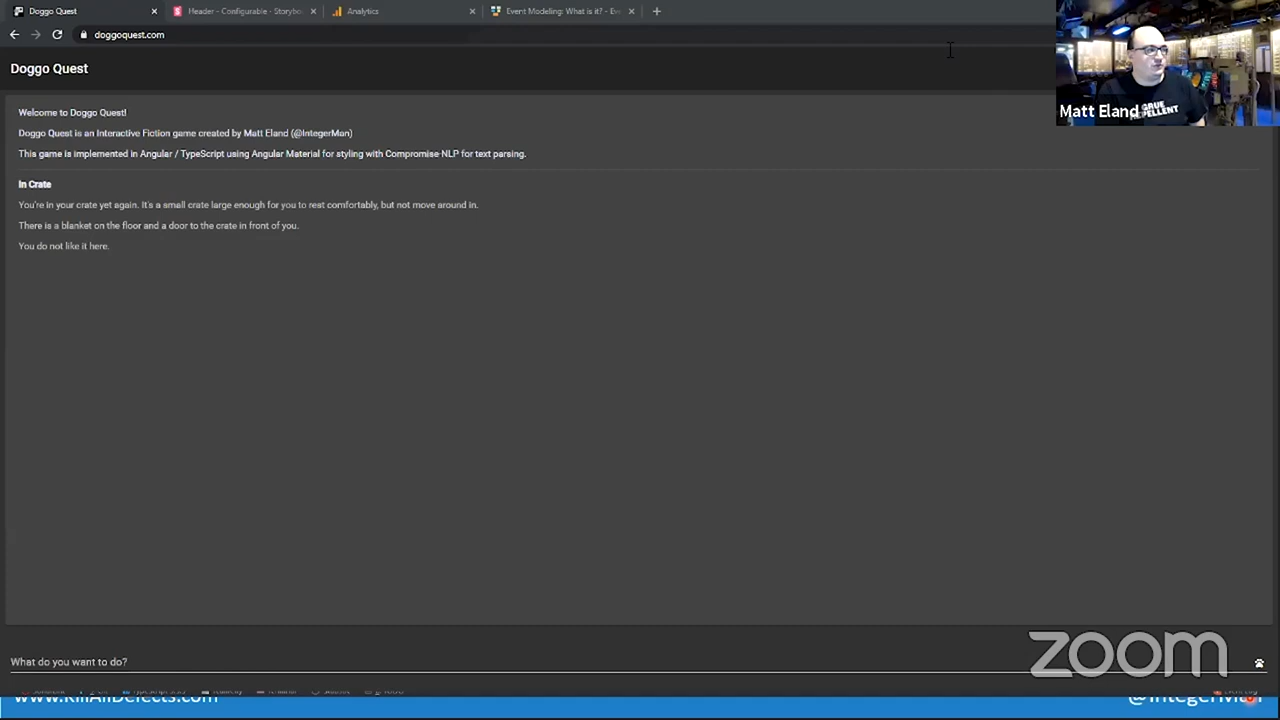 Doggo Quest
Header - Configurable - Storybo
Analytics
Event Modeling: What is it? - Eve
doggoquest.com
Doggo Quest
Matt Eland
Welcome to Doggo Quest!
Doggo Quest is an Interactive Fiction game created by Matt Eland (@IntegerMan)
This game is implemented in Angular / TypeScript using Angular Material for styling with Compromise-NLP for text parsing.
In Crate
You're in your crate yet again. It's a small crate large enough for you to rest comfortably, but not move around in.
There is a blanket on the floor and a door to the crate in front of you.
You do not like it here.
zoom
What do you want to do?
Event Log
www.KillAllDefects.com
@IntegerMan